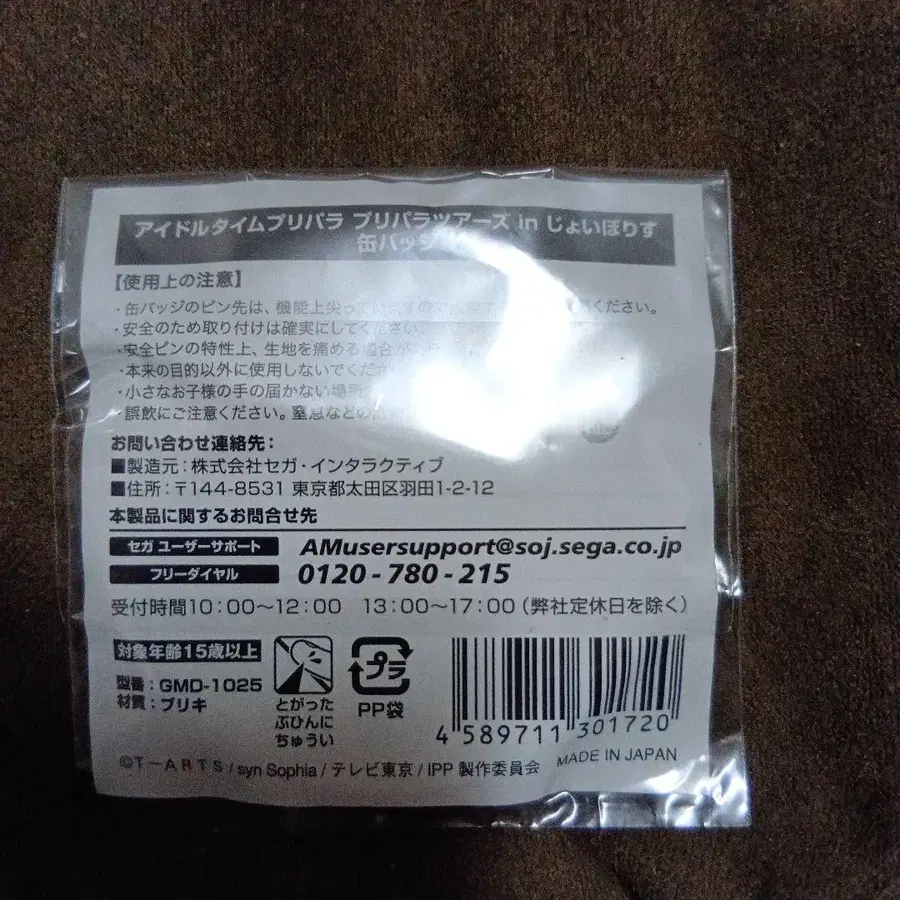 アイドルタイムプリパラ プリパラツアーズ in じょいぽりす
缶バッジ
【使用上の注意】
・缶バッジのピン先は、機能上尖って ください。
・安全のため取り付けは確実にしてください。
・安全ピンの特性上、生地を痛める場合が
・本来の目的以外に使用しないでくださ
・小さなお子様の手の届かない場所
・誤飲にご注意ください。窒息などの
お問い合わせ連絡先：
■製造元：株式会社セガ・インタラクティブ
■住所：〒144-8531 東京都大田区羽田1-2-12
本製品に関するお問合せ先
セガ ユーザーサポート AMusersupport@soj.sega.co.jp
フリーダイヤル 0120-780-215
受付時間10：00～12：00 13：00～17：00（弊社定休日を除く）
対象年齢15歳以上
型番：GMD-1025
材質：ブリキ
とがった
ぶひんに
ちゅうい
プラ
PP袋
4 589711 301720
MADE IN JAPAN
©T-ARTS / syn Sophia / テレビ東京 / IPP 製作委員会